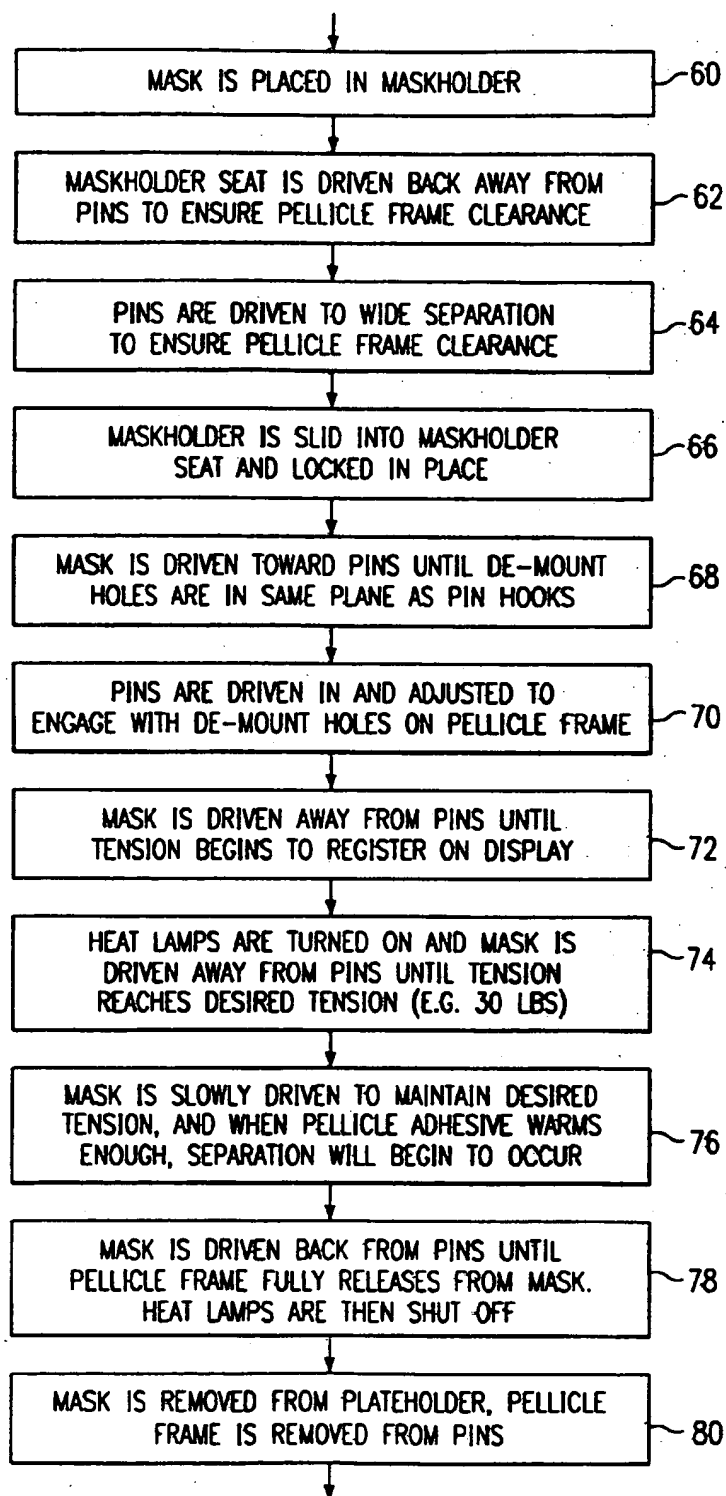 MASK IS PLACED IN MASKHOLDER
60
MASKHOLDER SEAT IS DRIVEN BACK AWAY FROM
PINS TO ENSURE PELLICLE FRAME CLEARANCE
62
PINS ARE DRIVEN TO WIDE SEPARATION
TO ENSURE PELLICLE FRAME CLEARANCE
64
MASKHOLDER IS SLID INTO MASKHOLDER
SEAT AND LOCKED IN PLACE
66
MASK IS DRIVEN TOWARD PINS UNTIL DE-MOUNT
HOLES ARE IN SAME PLANE AS PIN HOOKS
68
PINS ARE DRIVEN IN AND ADJUSTED TO
ENGAGE WITH DE-MOUNT HOLES ON PELLICLE FRAME
70
MASK IS DRIVEN AWAY FROM PINS UNTIL
TENSION BEGINS TO REGISTER ON DISPLAY
72
HEAT LAMPS ARE TURNED ON AND MASK IS
DRIVEN AWAY FROM PINS UNTIL TENSION
REACHES DESIRED TENSION (E.G. 30 LBS)
74
MASK IS SLOWLY DRIVEN TO MAINTAIN DESIRED
TENSION, AND WHEN PELLICLE ADHESIVE WARMS
ENOUGH, SEPARATION WILL BEGIN TO OCCUR
76
MASK IS DRIVEN BACK FROM PINS UNTIL
PELLICLE FRAME FULLY RELEASES FROM MASK.
HEAT LAMPS ARE THEN SHUT OFF
78
MASK IS REMOVED FROM PLATEHOLDER, PELLICLE
FRAME IS REMOVED FROM PINS
80